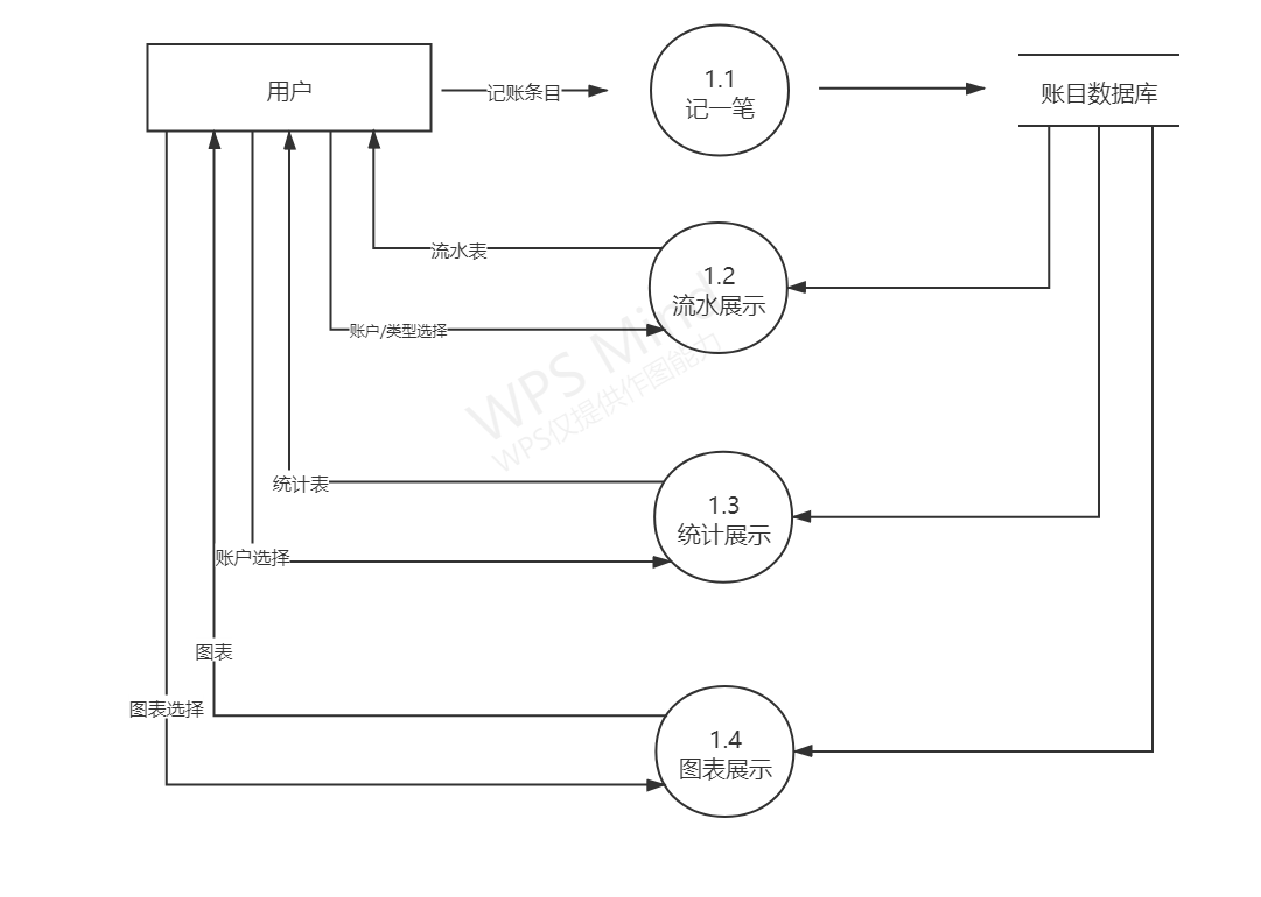 用户
记账条目
1.1
记一笔
账目数据库
流水表
1.2
流水展示
账户/类型选择
WPS Mind
WPS仅提供作图能力
统计表
1.3
统计展示
账户选择
图表
图表选择
1.4
图表展示